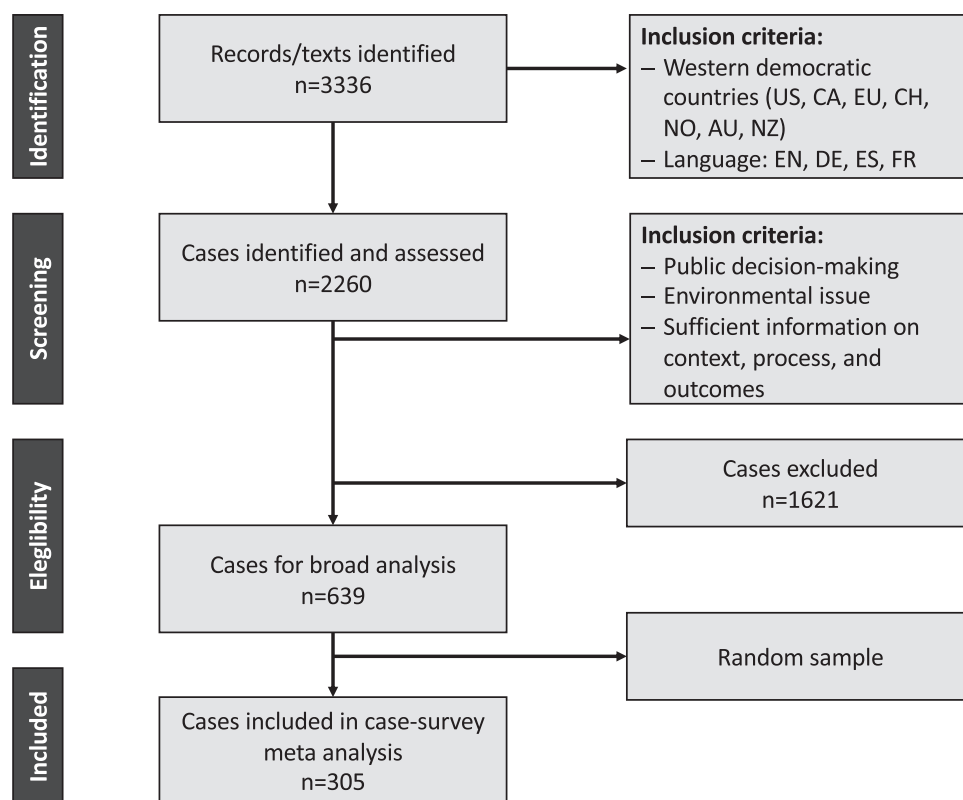 Identification
Records/texts identified
n=3336
Inclusion criteria:
– Western democratic
countries (US, CA, EU, CH,
NO, AU, NZ)
– Language: EN, DE, ES, FR
Screening
Cases identified and assessed
n=2260
Inclusion criteria:
– Public decision-making
– Environmental issue
– Sufficient information on
context, process, and
outcomes
Eleglibility
Cases excluded
n=1621
Cases for broad analysis
n=639
Random sample
Included
Cases included in case-survey
meta analysis
n=305